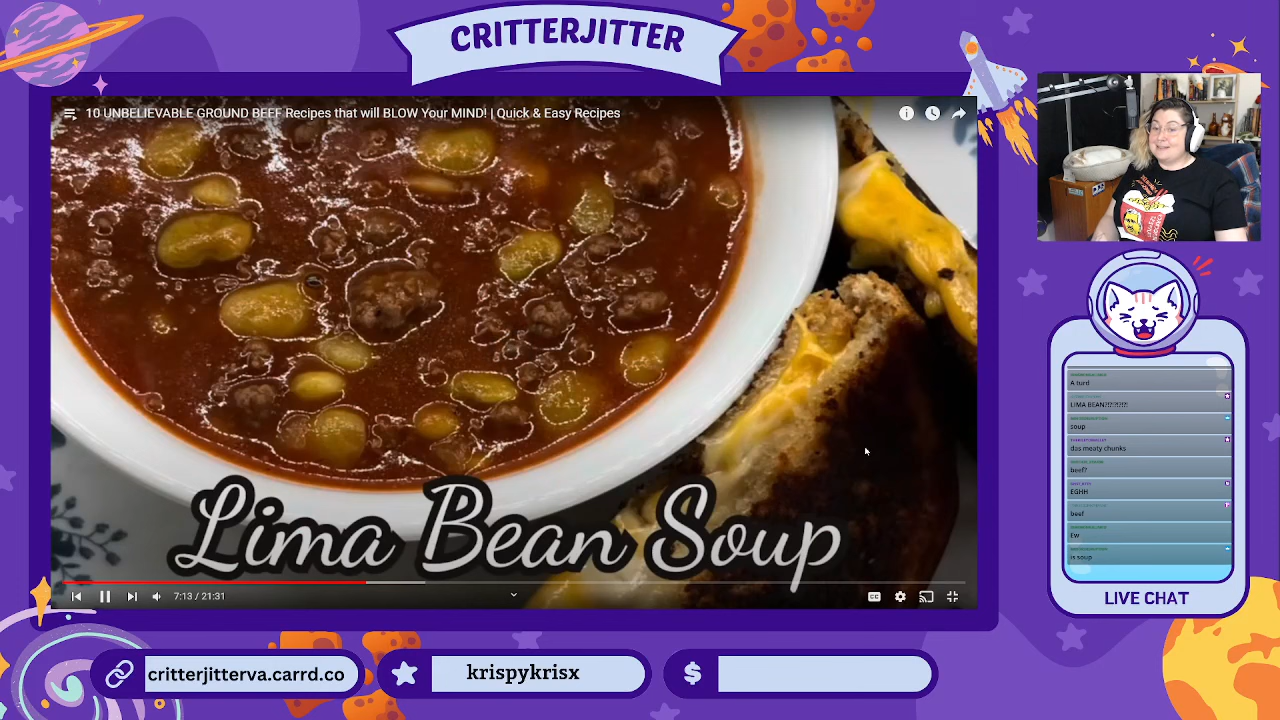 CRITTERJITTER
10 UNBELIEVABLE GROUND BEEF Recipes that will BLOW Your MIND! | Quick & Easy Recipes
Lima Bean Soup
7:13 / 21:31
CC
A turd
LIMA BEAN?!?!?!?!
soup
das meaty chunks
beef?
EGHH
beef
Ew
is soup
LIVE CHAT
critterjitterva.carrd.co
krispykrisx
$